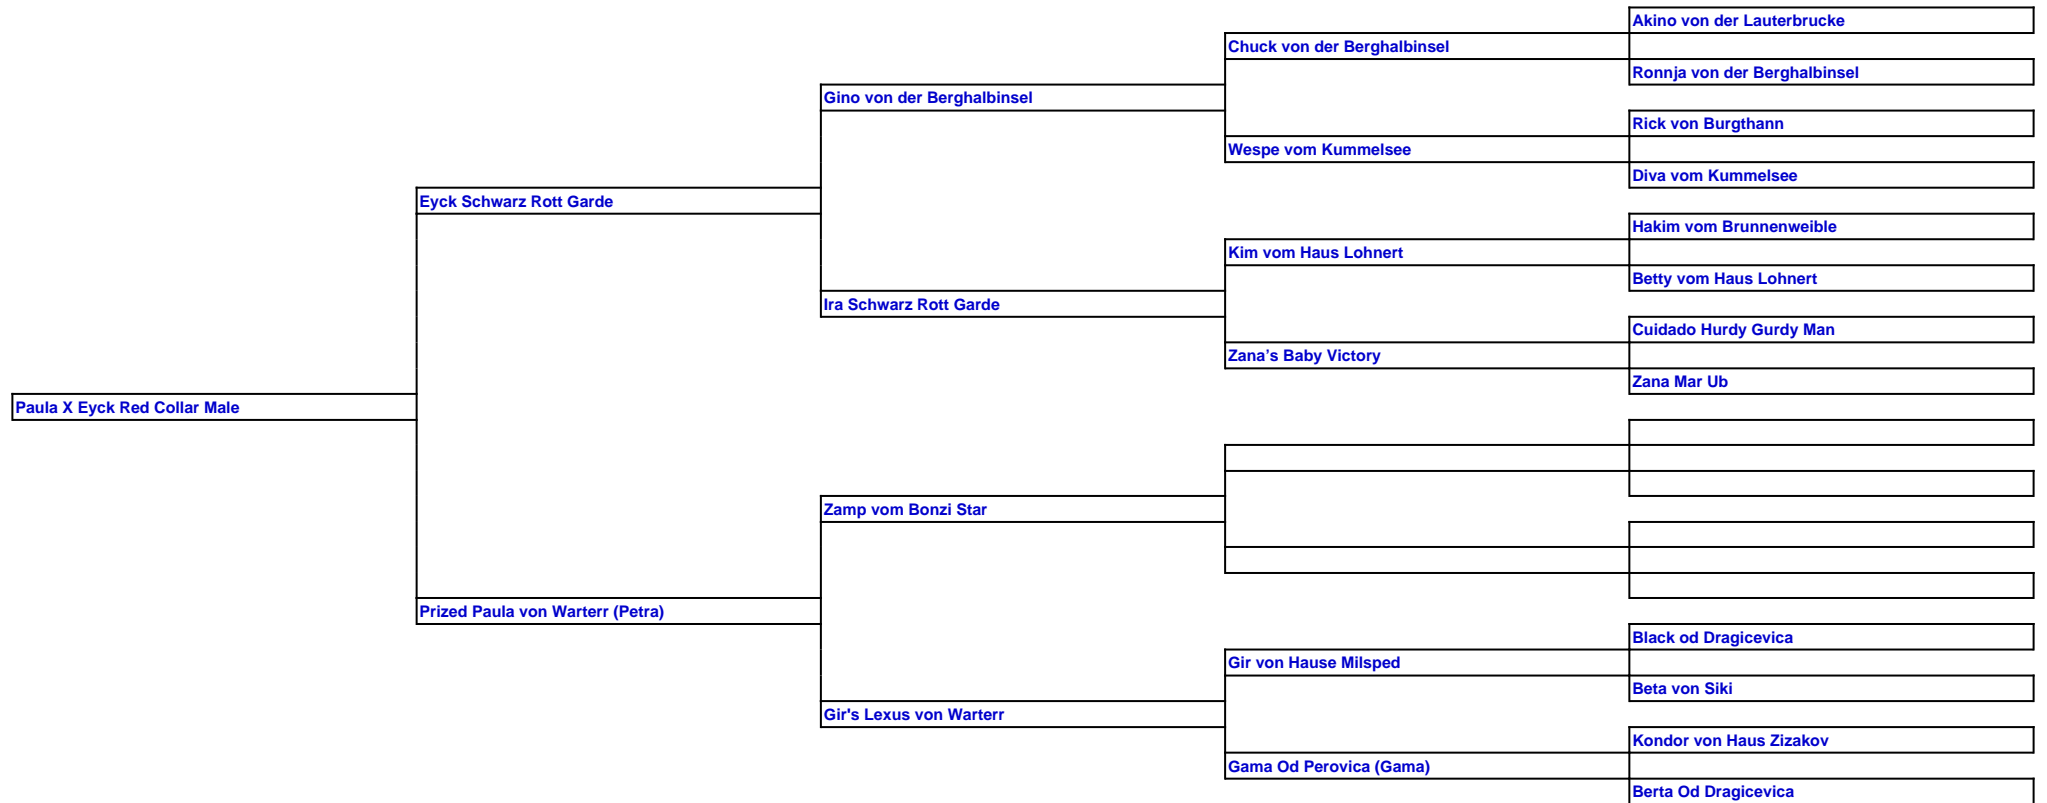 Akino von der Lauterbrucke
Chuck von der Berghalbinsel
Ronnja von der Berghalbinsel
Gino von der Berghalbinsel
Rick von Burgthann
Wespe vom Kummelsee
Diva vom Kummelsee
Eyck Schwarz Rott Garde
Hakim vom Brunnenweible
Kim vom Haus Lohnert
Betty vom Haus Lohnert
Ira Schwarz Rott Garde
Cuidado Hurdy Gurdy Man
Zana’s Baby Victory
Zana Mar Ub
Paula X Eyck Red Collar Male
Zamp vom Bonzi Star
Prized Paula von Warterr (Petra)
Black od Dragicevica
Gir von Hause Milsped
Beta von Siki
Gir's Lexus von Warterr
Kondor von Haus Zizakov
Gama Od Perovica (Gama)
Berta Od Dragicevica